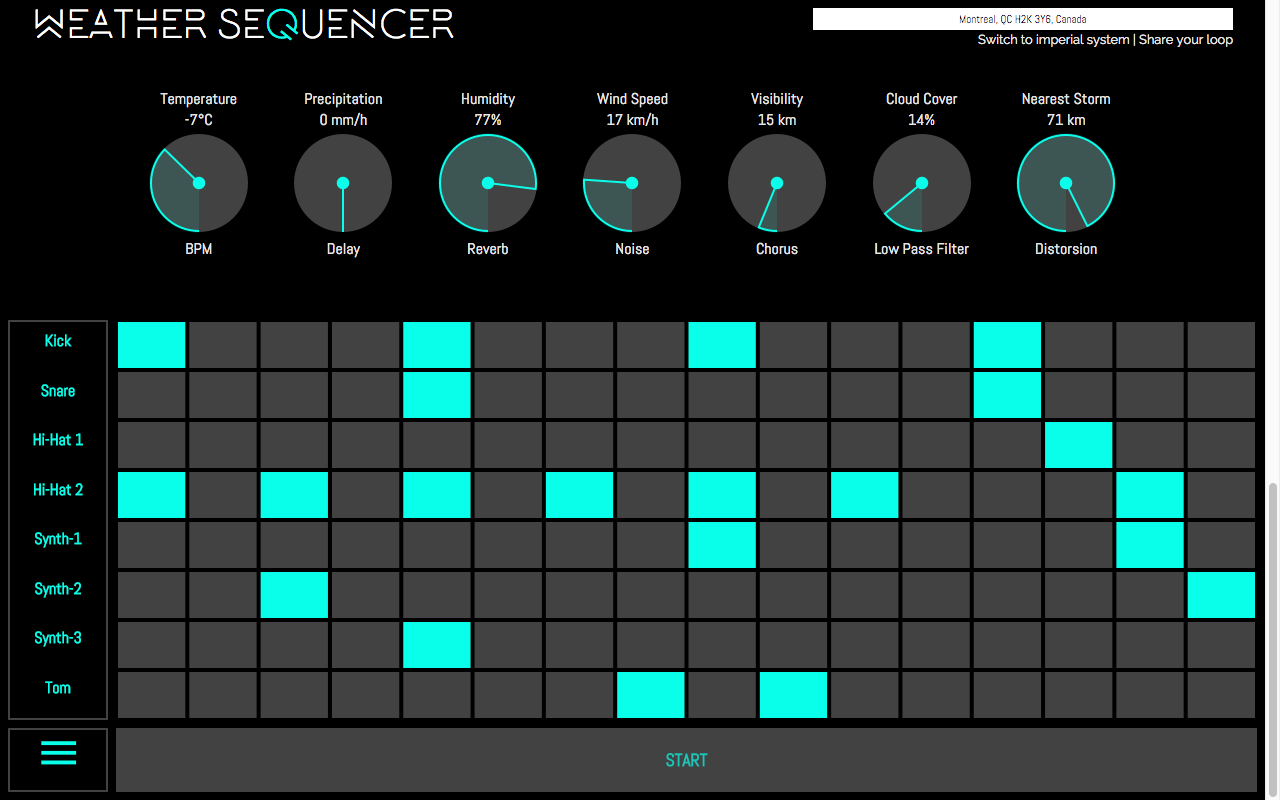 WEATHER SEQUENCER
Montreal, QC H2K 3Y6, Canada
Switch to imperial system | Share your loop
Temperature Precipitation Humidity Wind Speed Visibility Cloud Cover Nearest Storm
-7°C 0 mm/h 77% 17 km/h 15 km 14% 71 km
BPM Delay Reverb Noise Chorus Low Pass Filter Distorsion
Kick
Snare
Hi-Hat 1
Hi-Hat 2
Synth-1
Synth-2
Synth-3
Tom
START